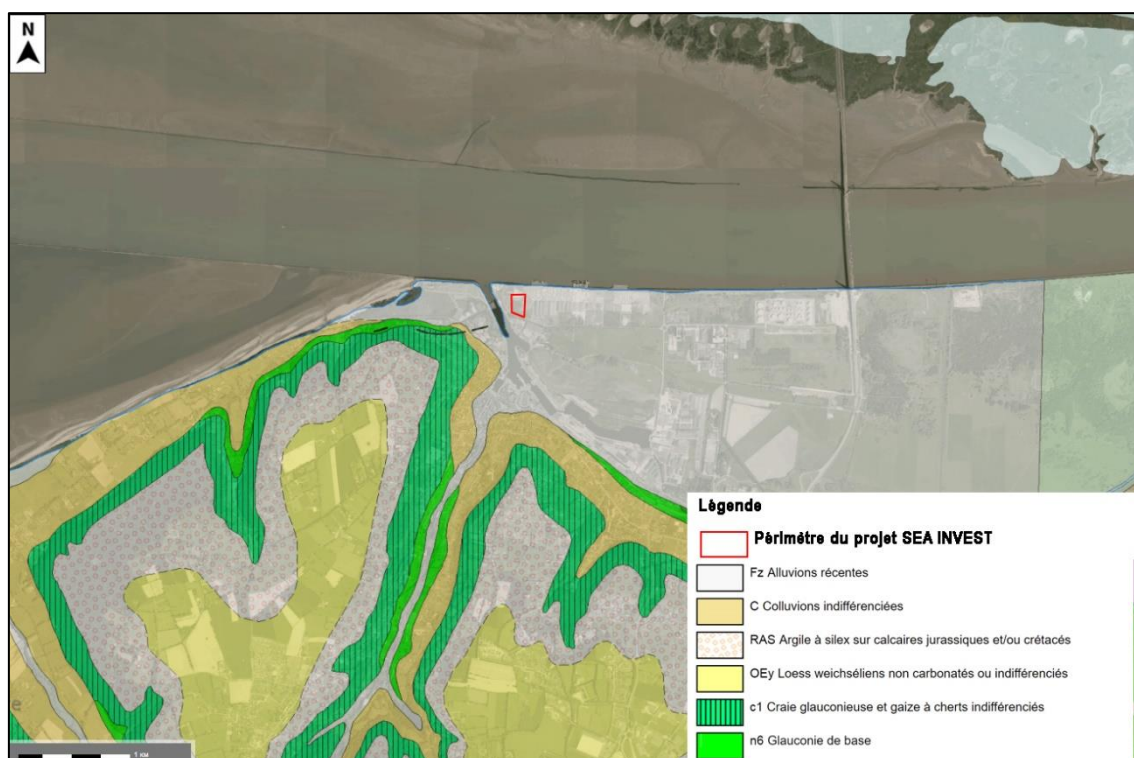 N
Légende
Périmètre du projet SEA INVEST
Fz Alluvions récentes
C Colluvions indifférenciées
RAS Argile à silex sur calcaires jurassiques et/ou crétacés
OEy Loess weichséliens non carbonatés ou indifférenciés
c1 Craie glauconieuse et gaize à cherts indifférenciés
n6 Glauconie de base
e
1 KM